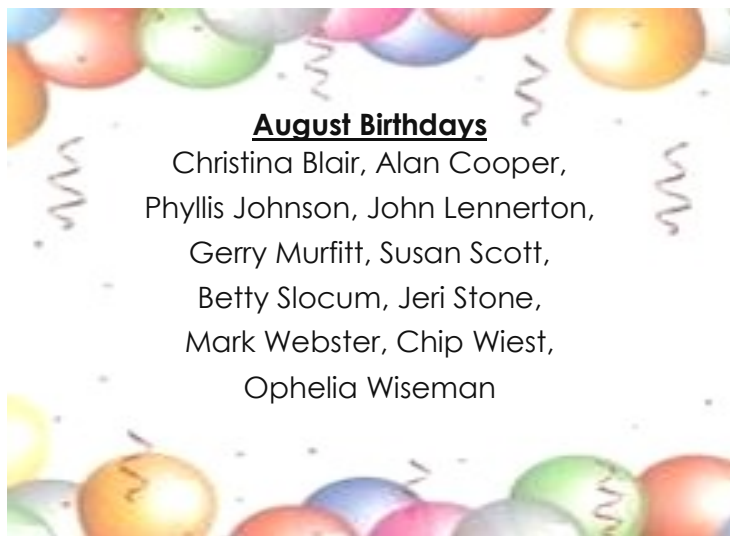 August Birthdays
Christina Blair, Alan Cooper,
Phyllis Johnson, John Lennerton,
Gerry Murfitt, Susan Scott,
Betty Slocum, Jeri Stone,
Mark Webster, Chip Wiest,
Ophelia Wiseman